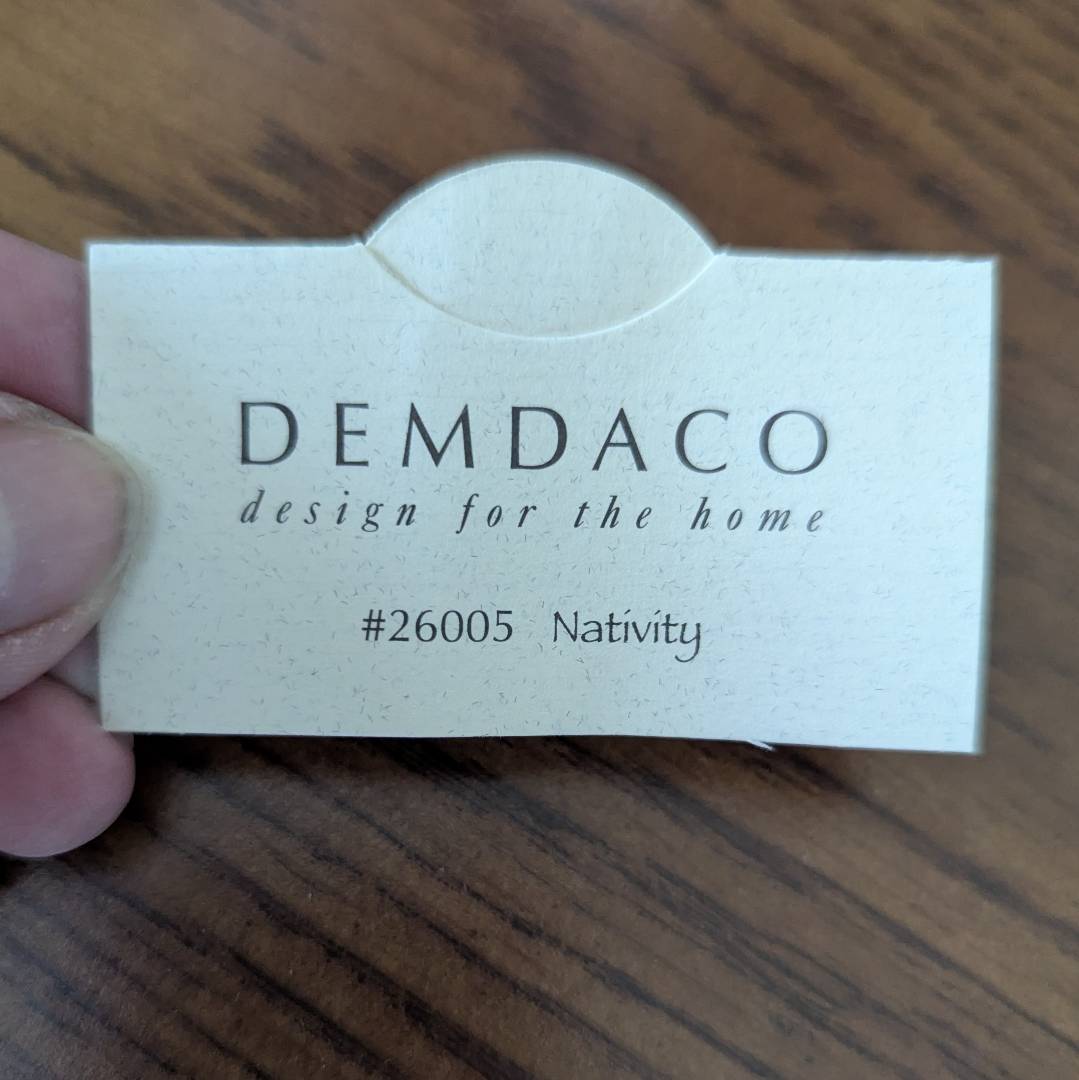 DEMDACO
design for the home
#26005 Nativity